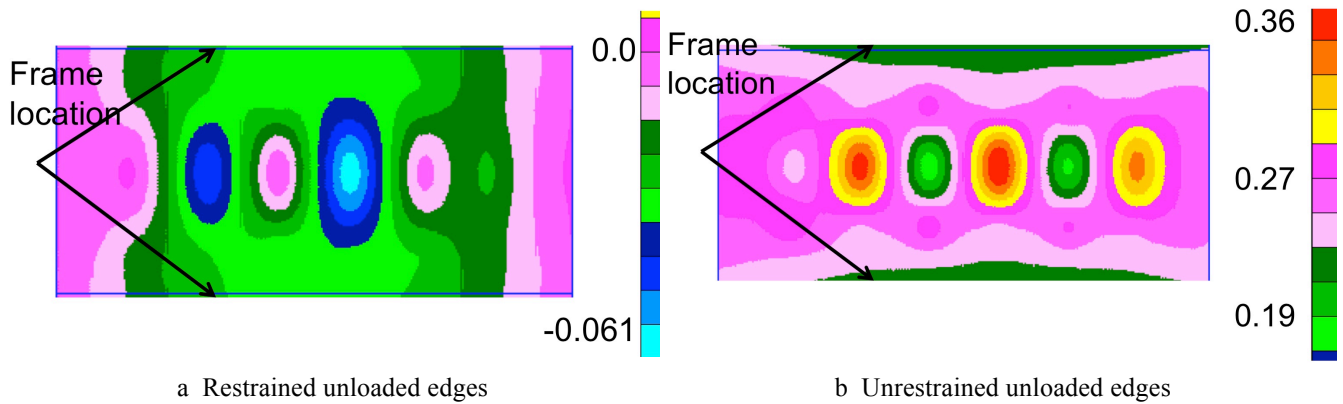 Frame
location
0.0
-0.061
a Restrained unloaded edges
Frame
location
0.36
0.27
0.19
b Unrestrained unloaded edges